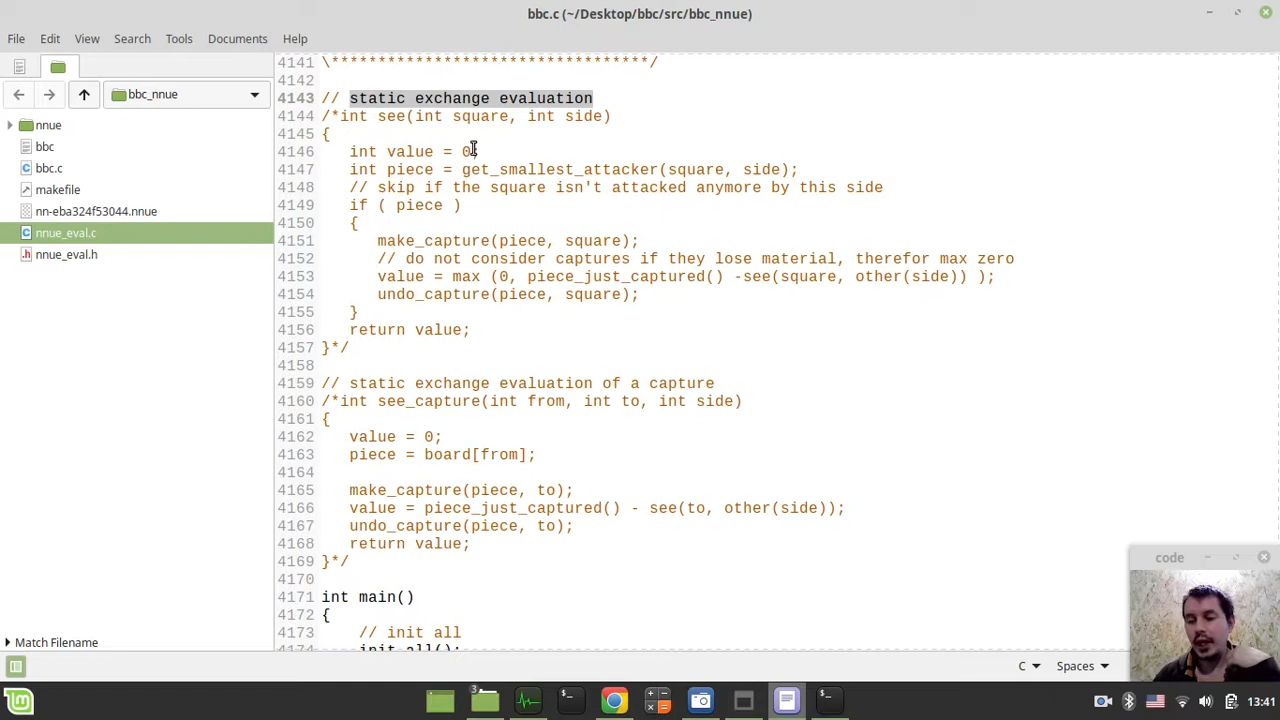 bbc.c (~/Desktop/bbc/src/bbc_nnue)
File Edit View Search Tools Documents Help
bbc_nnue
nnue
bbc
bbc.c
makefile
nn-eba324f53044.nnue
nnue_eval.c
nnue_eval.h
Match Filename
4141 \**********************************/
4142
4143 // static exchange evaluation
4144 /*int see(int square, int side)
4145 {
4146    int value = 0;
4147    int piece = get_smallest_attacker(square, side);
4148    // skip if the square isn't attacked anymore by this side
4149    if ( piece )
4150    {
4151       make_capture(piece, square);
4152       // do not consider captures if they lose material, therefor max zero
4153       value = max (0, piece_just_captured() -see(square, other(side)) );
4154       undo_capture(piece, square);
4155    }
4156    return value;
4157 }*/
4158
4159 // static exchange evaluation of a capture
4160 /*int see_capture(int from, int to, int side)
4161 {
4162    value = 0;
4163    piece = board[from];
4164
4165    make_capture(piece, to);
4166    value = piece_just_captured() - see(to, other(side));
4167    undo_capture(piece, to);
4168    return value;
4169 }*/
4170
4171 int main()
4172 {
4173     // init all
4174     init_all();
code
C Spaces
3
13:41